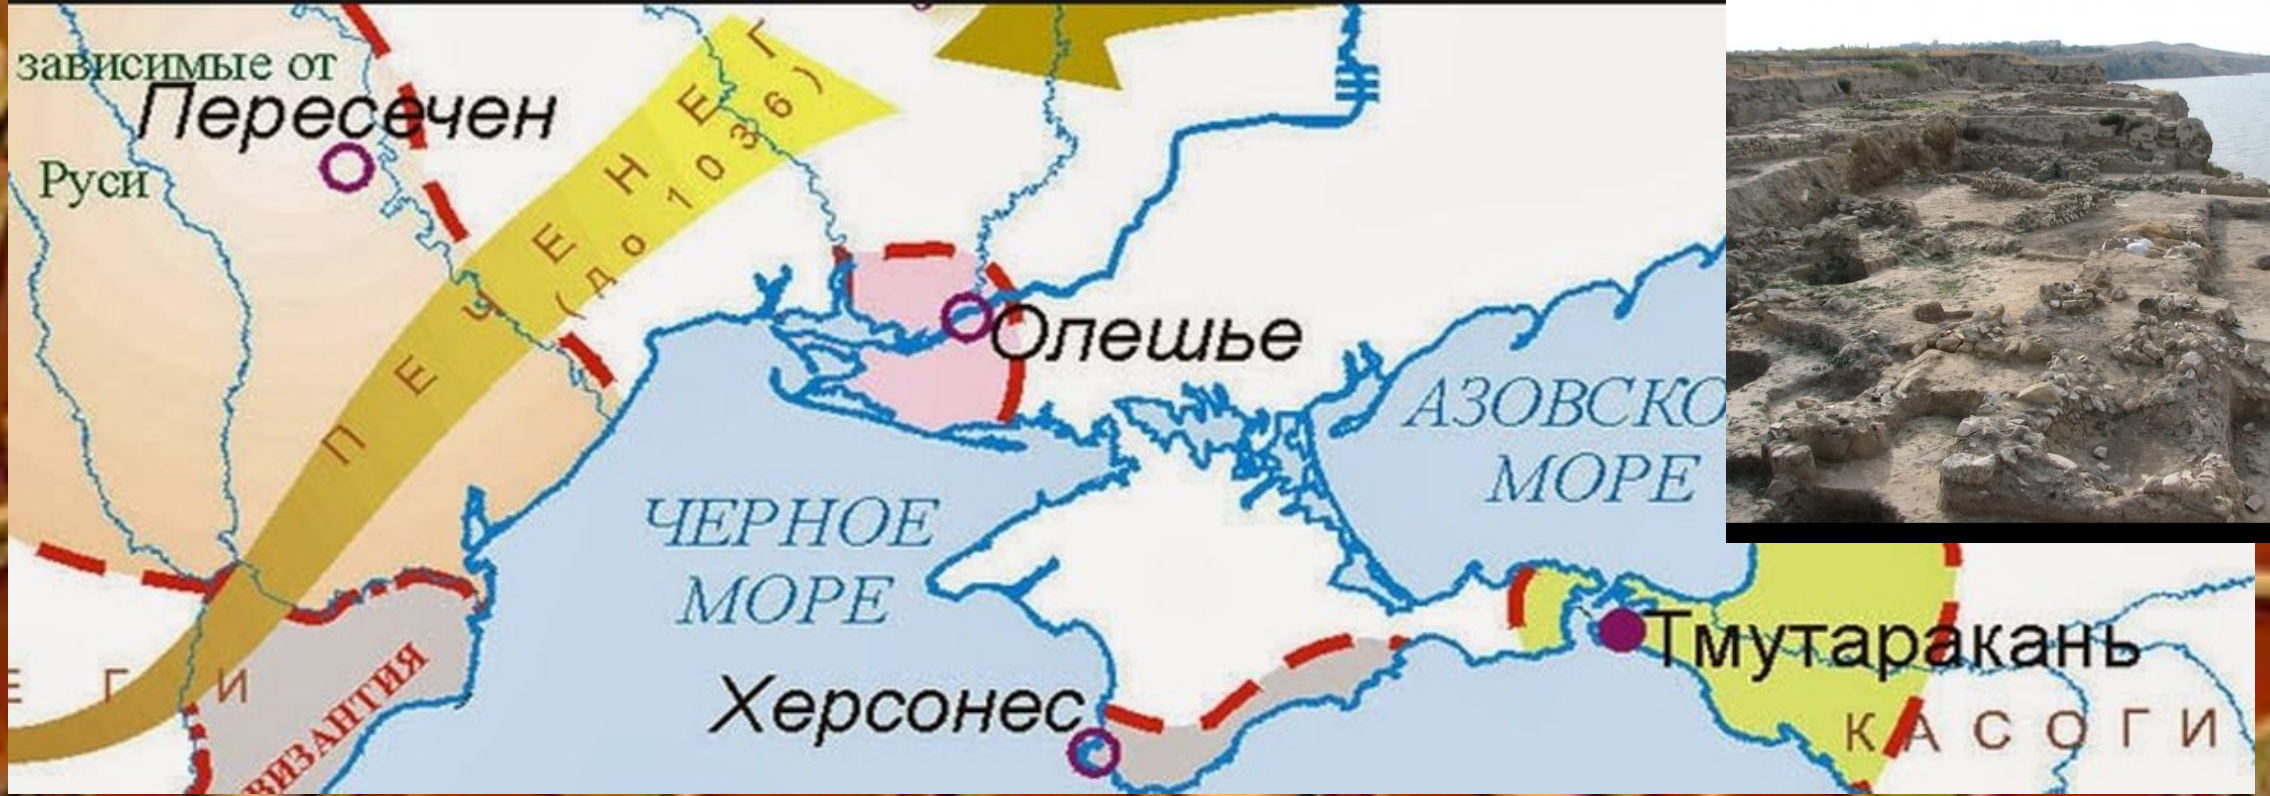 зависимые от
Пересечен
Руси
ПЕЧЕНЕГ
(до 1036)
Олешье
АЗОВСКО
МОРЕ
ЧЕРНОЕ
МОРЕ
Тмутаракань
Е Г И
ВИЗАНТИЯ
Херсонес
КАСОГИ